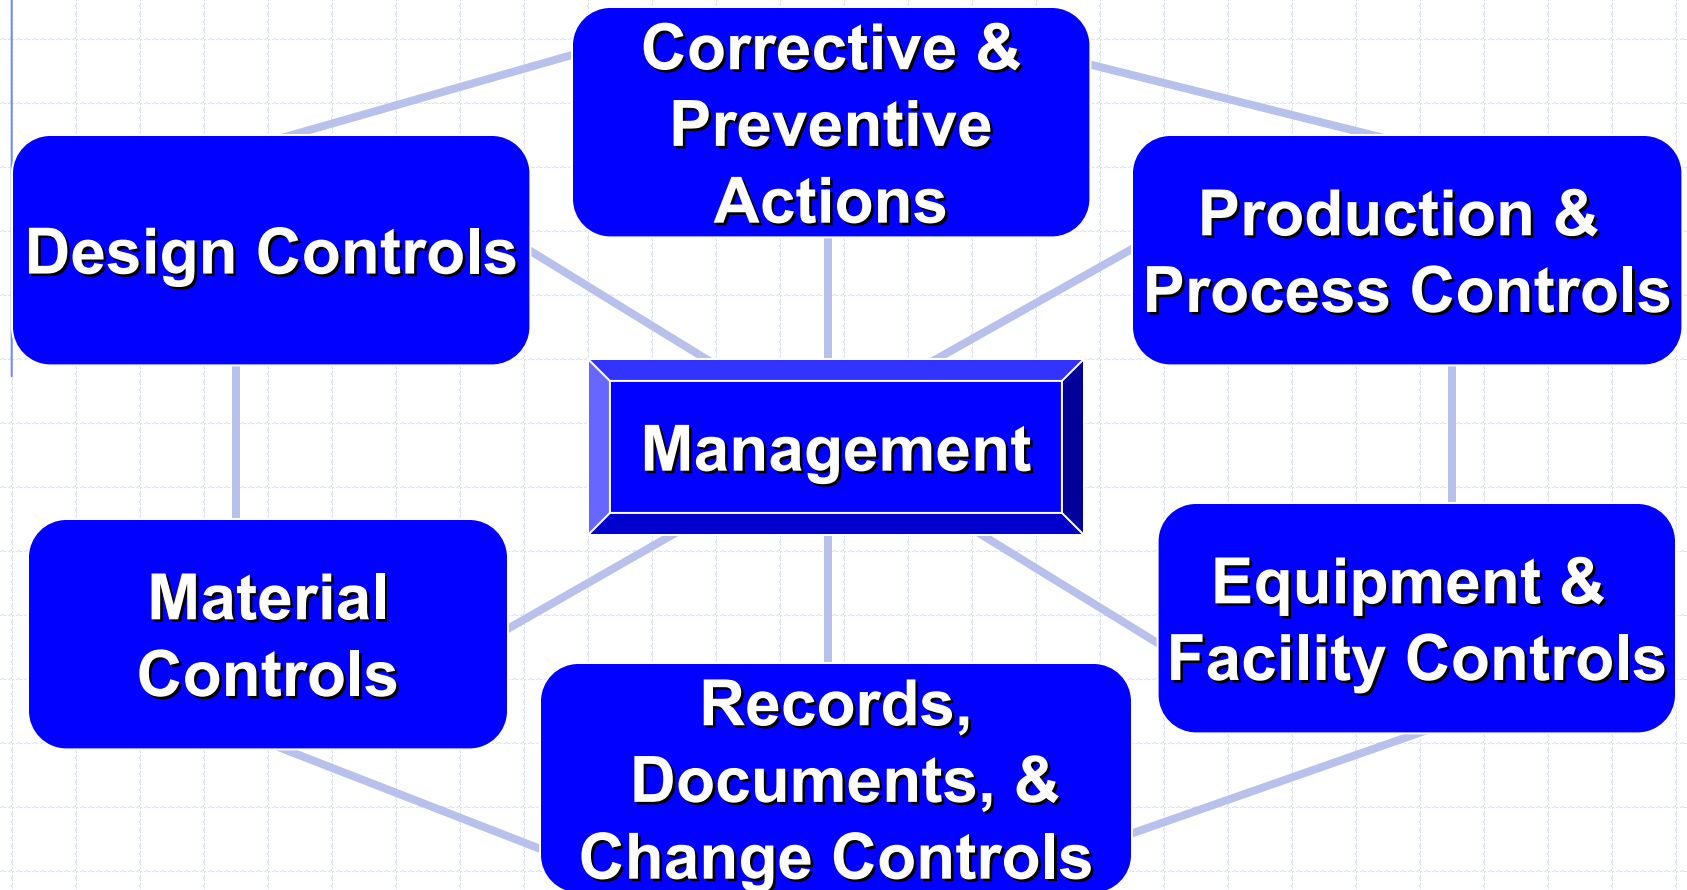 Corrective &
Preventive
Actions
Design Controls
Production &
Process Controls
Management
Material
Controls
Equipment &
Facility Controls
Records,
Documents, &
Change Controls